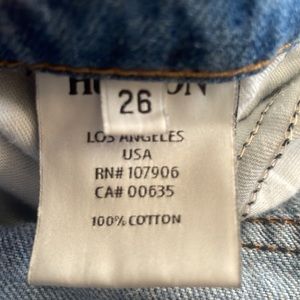 26
LOS ANGELES
USA
RN# 107906
CA# 00635
100% COTTON